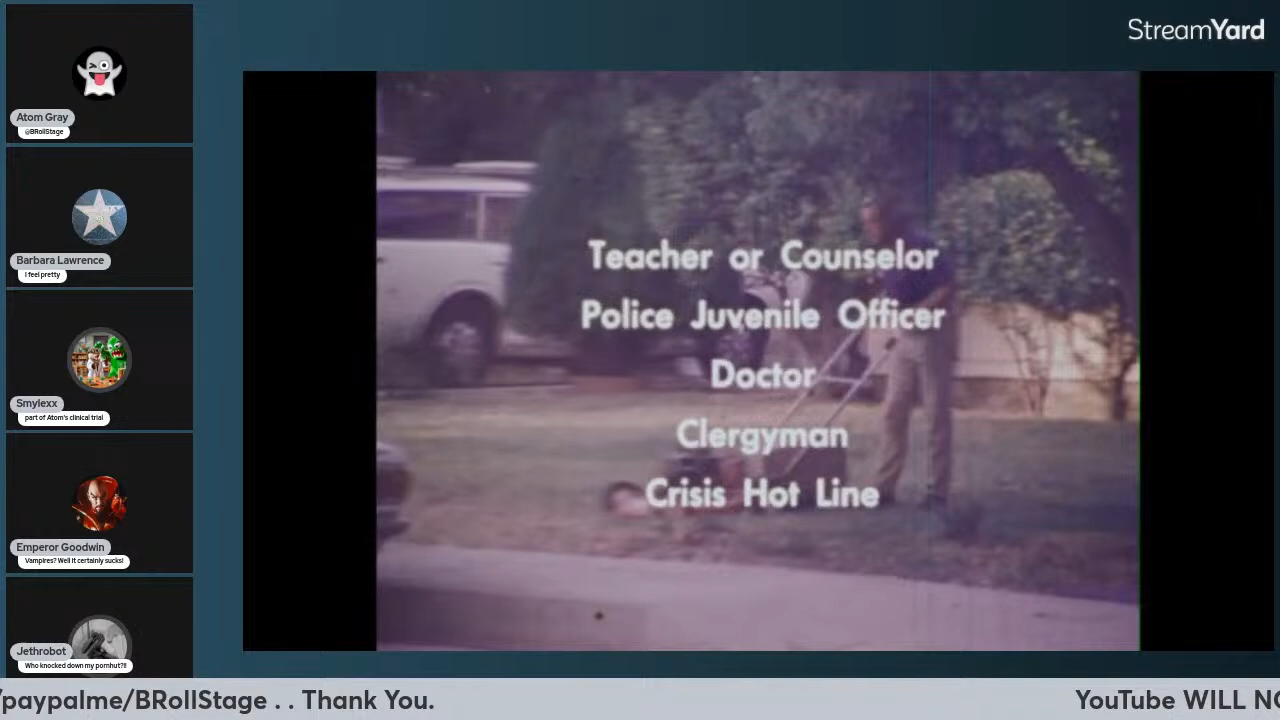 StreamYard
Atom Gray
@BRollStage
Barbara Lawrence
I feel pretty
Smylexx
part of Atom's clinical trial
Emperor Goodwin
Vampires? Well it certainly sucks!
Jethrobot
Who knocked down my pornhut?!!
Teacher or Counselor
Police Juvenile Officer
Doctor
Clergyman
Crisis Hot Line
/paypalme/BRollStage . . Thank You.
YouTube WILL NO